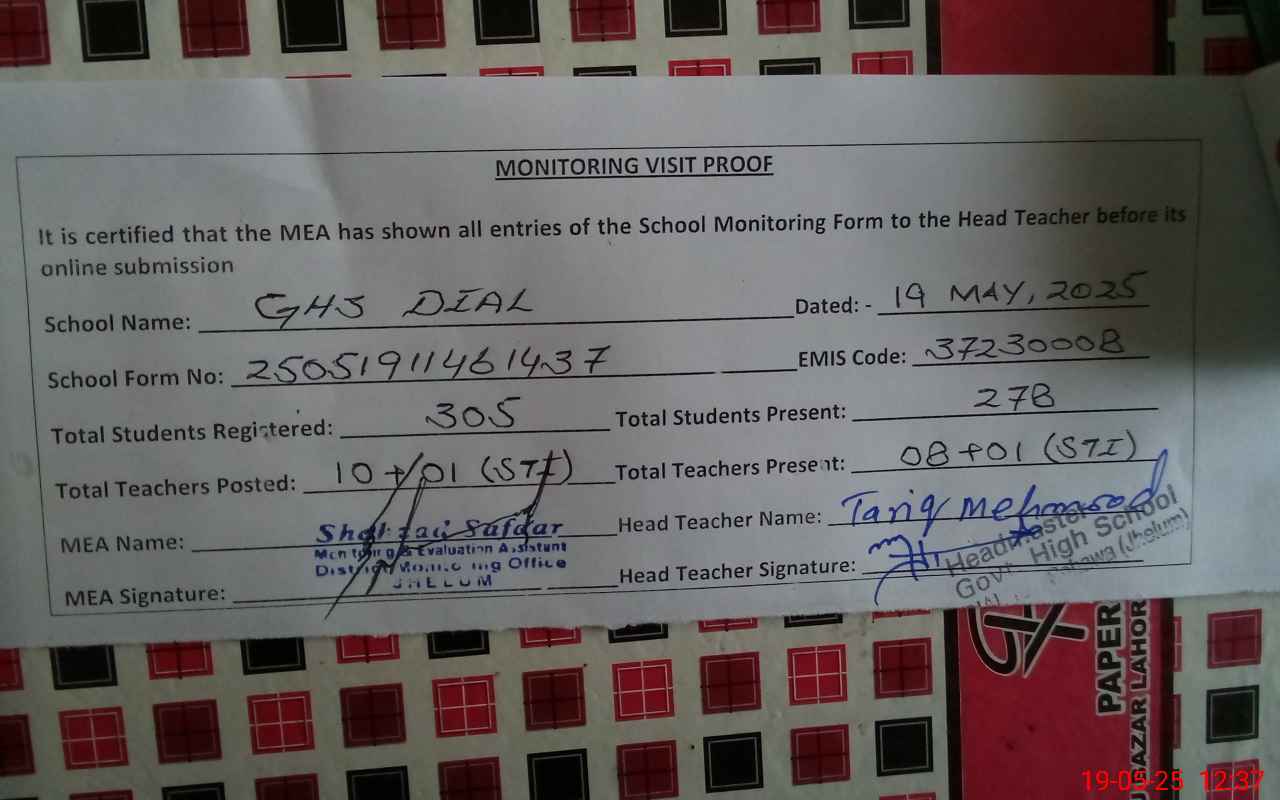 MONITORING VISIT PROOF
It is certified that the MEA has shown all entries of the School Monitoring Form to the Head Teacher before its
online submission
School Name: GHS DIAL Dated: - 19 MAY, 2025
School Form No: 25051911461437 EMIS Code: 37230008
Total Students Registered: 305 Total Students Present: 278
Total Teachers Posted: 10+/01 (STI) Total Teachers Present: 08+01 (STI)
MEA Name: Shahzad Safdar Head Teacher Name: Tariq Mehmood
Monitoring & Evaluation Assistant
District Monitoring Office
JHELUM
MEA Signature: Head Teacher Signature:
Headmaster
Govt High School
(Jhelum)
PAPER
BAZAR LAHOR
19-05-25 12:37